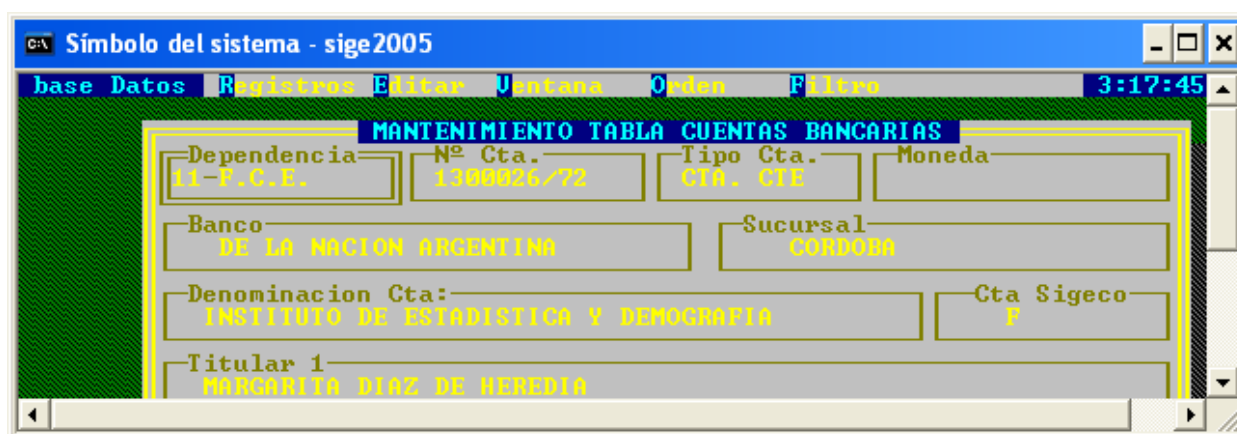 Símbolo del sistema - sige2005
base Datos Registros Editar Ventana Orden Filtro 3:17:45
MANTENIMIENTO TABLA CUENTAS BANCARIAS
Dependencia Nº Cta. Tipo Cta. Moneda
11-F.C.E. 1300026/72 CTA. CTE
Banco Sucursal
DE LA NACION ARGENTINA CORDOBA
Denominacion Cta: Cta Sigeco
INSTITUTO DE ESTADISTICA Y DEMOGRAFIA F
Titular 1
MARGARITA DIAZ DE HEREDIA